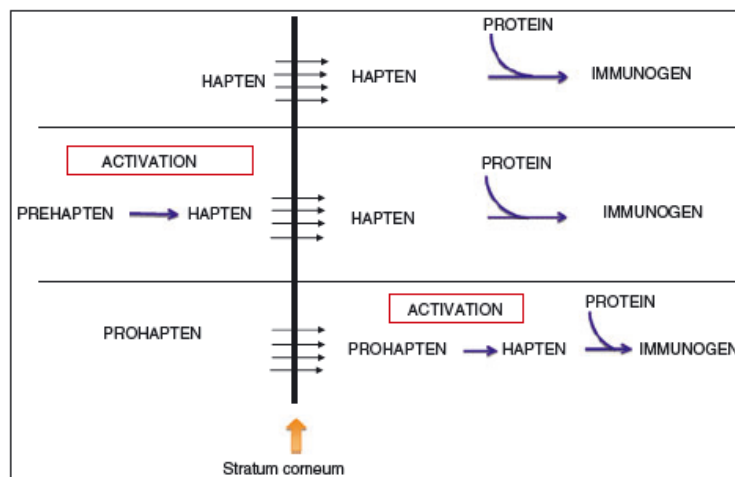 PROTEIN
HAPTEN HAPTEN IMMUNOGEN
ACTIVATION
PROTEIN
PREHAPTEN HAPTEN HAPTEN IMMUNOGEN
ACTIVATION PROTEIN
PROHAPTEN
PROHAPTEN HAPTEN IMMUNOGEN
Stratum corneum